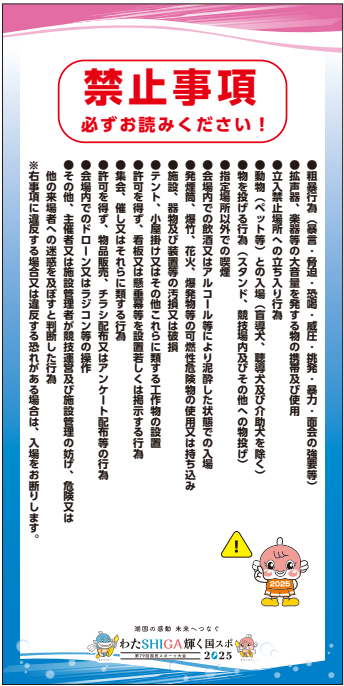 禁止事項
必ずお読みください！
●粗暴行為（暴言・脅迫・恐喝・威圧・挑発・暴力・面会の強要等）
●拡声器、楽器等の大音量を発する物の携帯及び使用
●立入禁止場所への立ち入り行為
●動物（ペット等）との入場（盲導犬、聴導犬及び介助犬を除く）
●物を投げる行為（スタンド、競技場内及びその他への物投げ）
●指定場所以外での喫煙
●会場内での飲酒又はアルコール等により泥酔した状態での入場
●発煙筒、爆竹、花火、爆発物等の可燃性危険物の使用又は持ち込み
●施設、器物及び装置等の汚損又は破損
●テント、小屋掛け又はその他これらに類する工作物の設置
●許可を得ず、看板又は懸垂幕等を設置若しくは掲示する行為
●集会、催し又はそれらに類する行為
●許可を得ず、物品販売、チラシ配布又はアンケート配布等の行為
●会場内でのドローン又はラジコン等の操作
●その他、主催者又は施設管理者が競技運営及び施設管理の妨げ、危険又は
他の来場者への迷惑を及ぼすと判断した行為
※右事項に違反する場合又は違反する恐れがある場合は、入場をお断りします。
!
2025
湖国の感動 未来へつなぐ
わたSHIGA輝く国スポ
第79回国民スポーツ大会
2025